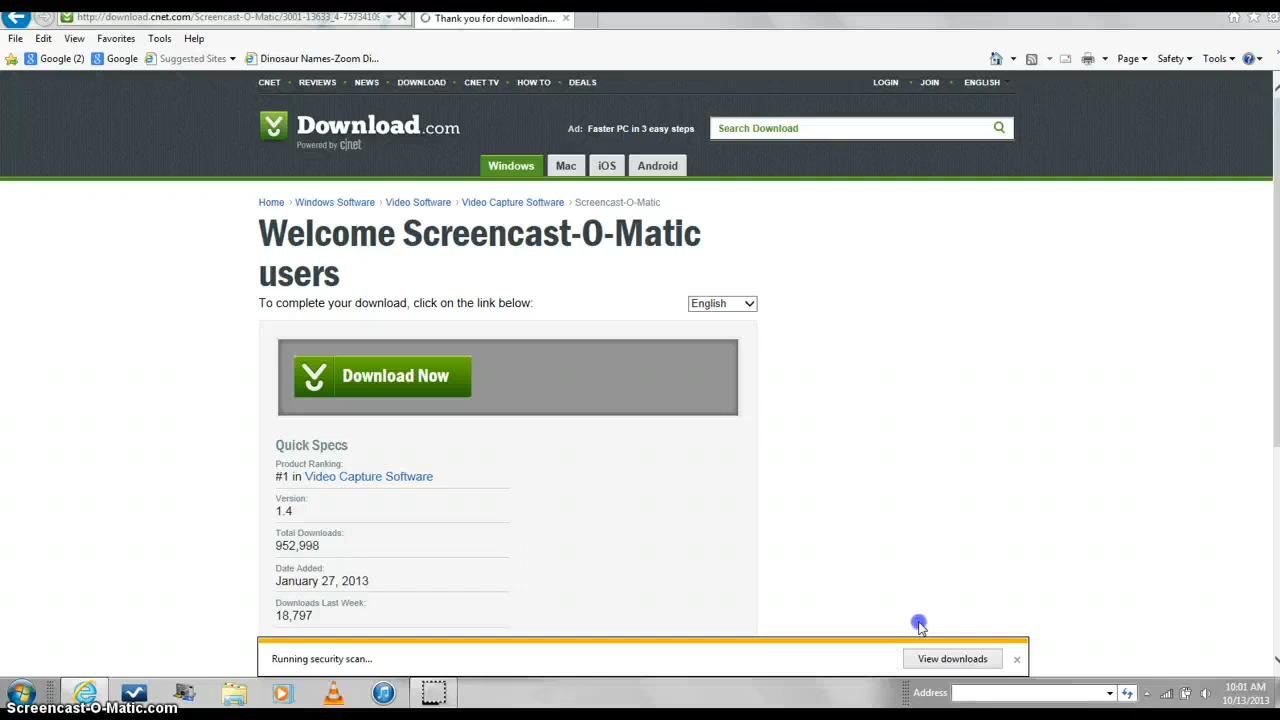 http://download.cnet.com/Screencast-O-Matic/3001-13633_4-75734109
Thank you for downloadin...
File Edit View Favorites Tools Help
Google (2) Google Suggested Sites Dinosaur Names-Zoom Di...
Page Safety Tools
CNET REVIEWS NEWS DOWNLOAD CNET TV HOW TO DEALS LOGIN JOIN ENGLISH
Download.com
Powered by c|net
Ad: Faster PC in 3 easy steps
Search Download
Windows Mac iOS Android
Home › Windows Software › Video Software › Video Capture Software › Screencast-O-Matic
Welcome Screencast-O-Matic
users
To complete your download, click on the link below:
English
Download Now
Quick Specs
Product Ranking:
#1 in Video Capture Software
Version:
1.4
Total Downloads:
952,998
Date Added:
January 27, 2013
Downloads Last Week:
18,797
Running security scan...
View downloads
Address
10:01 AM
10/13/2013
Screencast-O-Matic.com